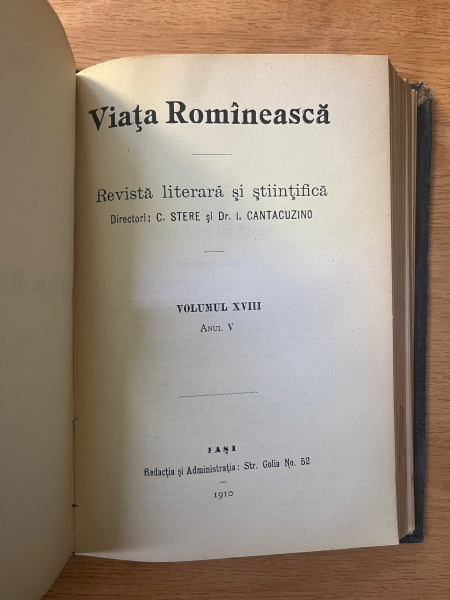 Viaţa Romînească
Revistă literară şi ştiinţifică
Directori: C. STERE şi Dr. I. CANTACUZINO
VOLUMUL XVIII
ANUL V
IAŞI
Redacţia şi Administraţia: Str. Golia No. 52
1910